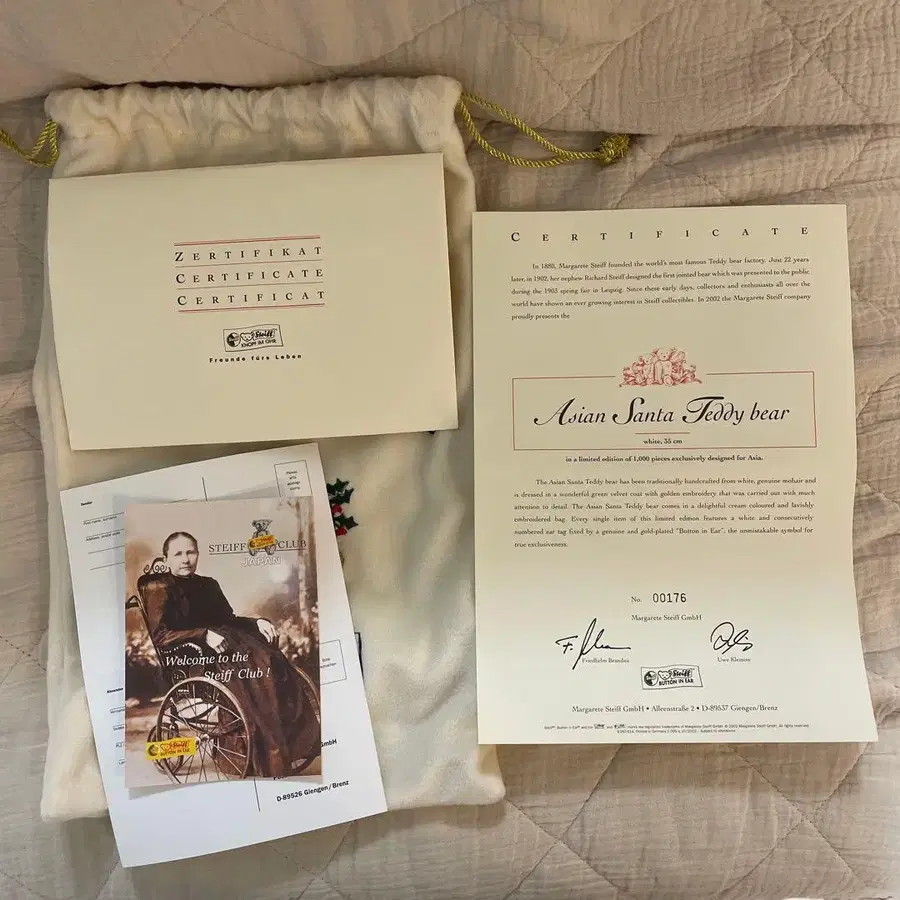 ZERTIFIKAT
CERTIFICATE
CERTIFICAT
Steiff
KNOPF IM OHR
Freunde fürs Leben
STEIFF CLUB
JAPAN
Welcome to the
Steiff Club!
Steiff
BUTTON IN EAR
D-89526 Giengen/Brenz
CERTIFICATE
In 1880, Margarete Steiff founded the world's most famous Teddy bear factory. Just 22 years
later, in 1902, her nephew Richard Steiff designed the first jointed bear which was presented to the public
during the 1903 spring fair in Leipzig. Since these early days, collectors and enthusiasts all over the
world have shown an ever growing interest in Steiff collectibles. In 2002 the Margarete Steiff company
proudly presents the
Asian Santa Teddy bear
white, 35 cm
in a limited edition of 1,000 pieces exclusively designed for Asia.
The Asian Santa Teddy bear has been traditionally handcrafted from white, genuine mohair and
is dressed in a wonderful green velvet coat with golden embroidery that was carried out with much
attention to detail. The Asian Santa Teddy bear comes in a delightful cream coloured and lavishly
embroidered bag. Every single item of this limited edition features a white and consecutively
numbered ear tag fixed by a genuine and gold-plated "Button in Ear", the unmistakable symbol for
true exclusiveness.
No. 00176
Margarete Steiff GmbH
Friedhelm Brandau
Uwe Kleinste
Steiff
BUTTON IN EAR
Margarete Steiff GmbH • Alleenstraße 2 • D-89537 Giengen/Brenz